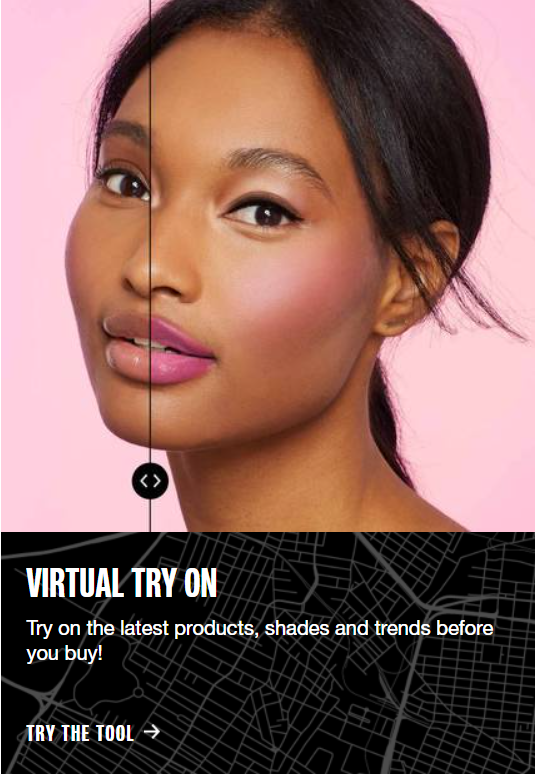 VIRTUAL TRY ON
Try on the latest products, shades and trends before
you buy!
TRY THE TOOL →